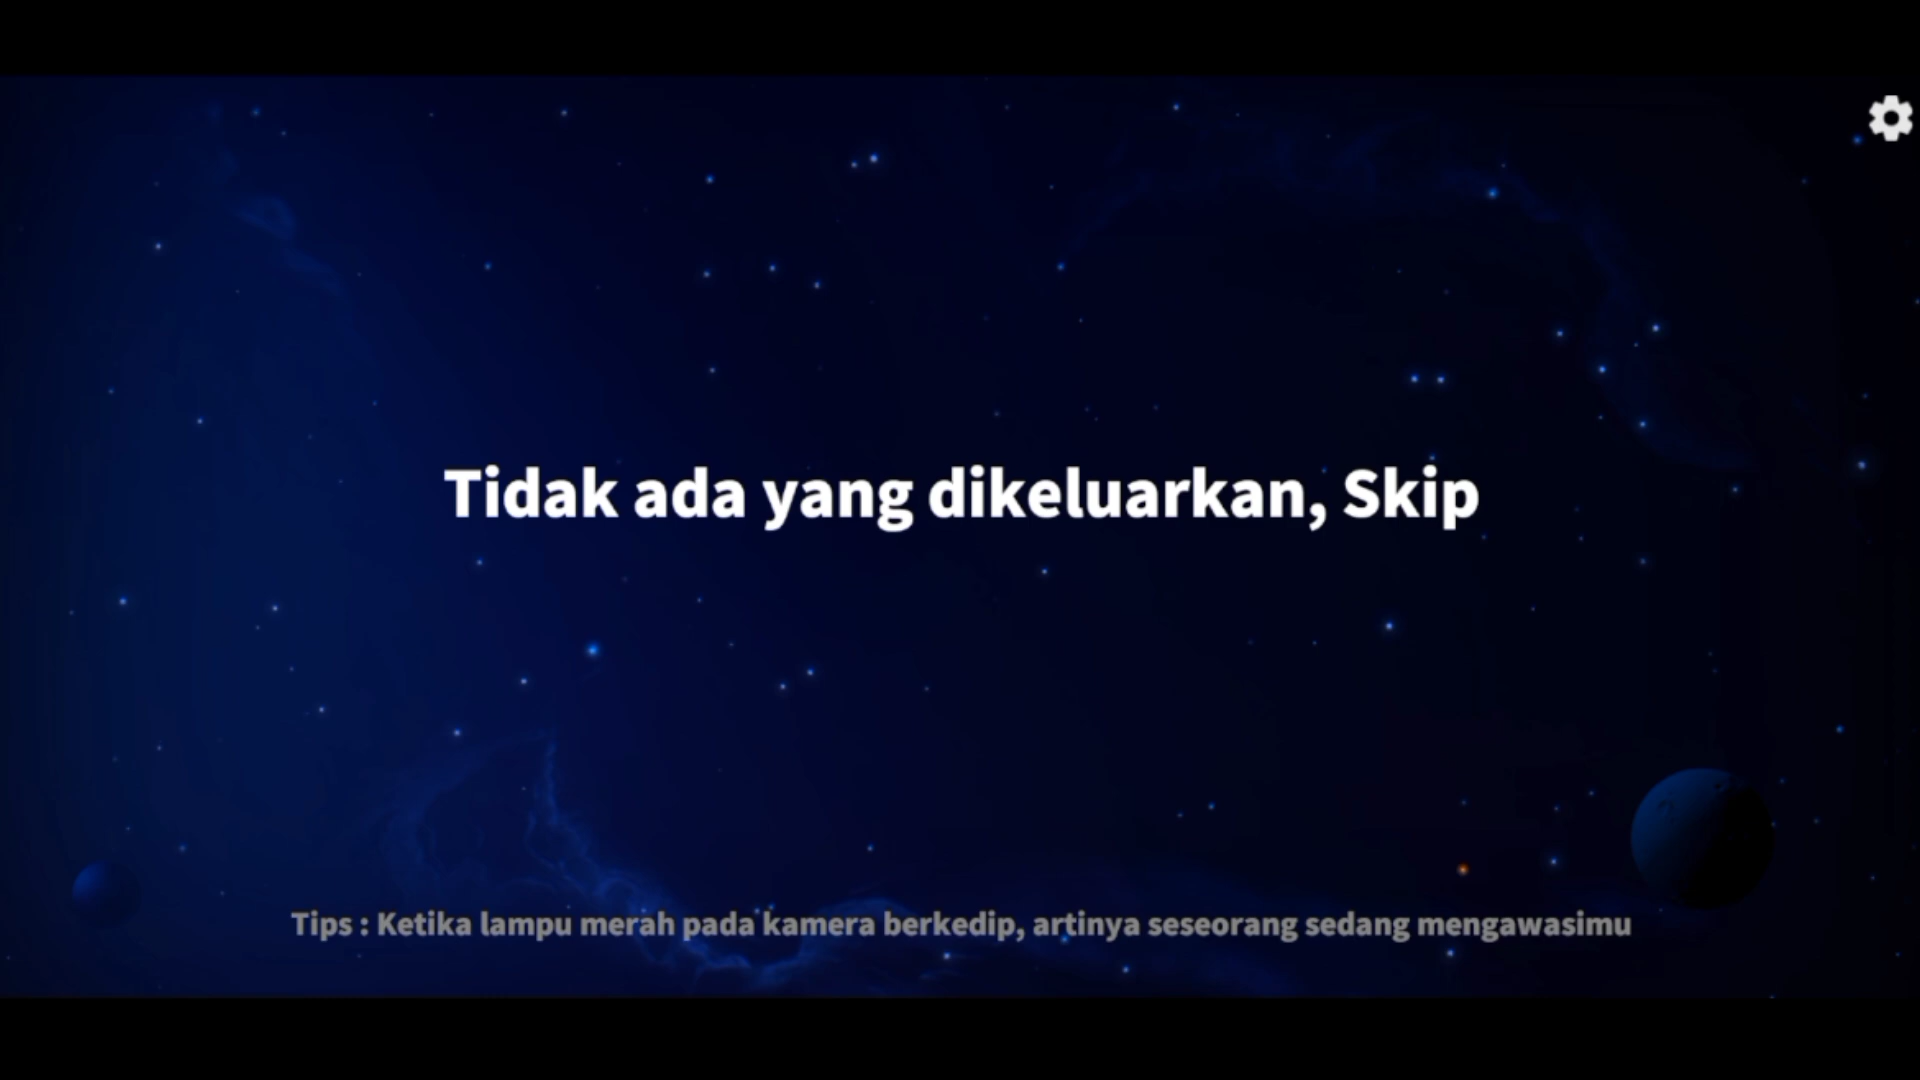 Tidak ada yang dikeluarkan, Skip
Tips : Ketika lampu merah pada kamera berkedip, artinya seseorang sedang mengawasimu